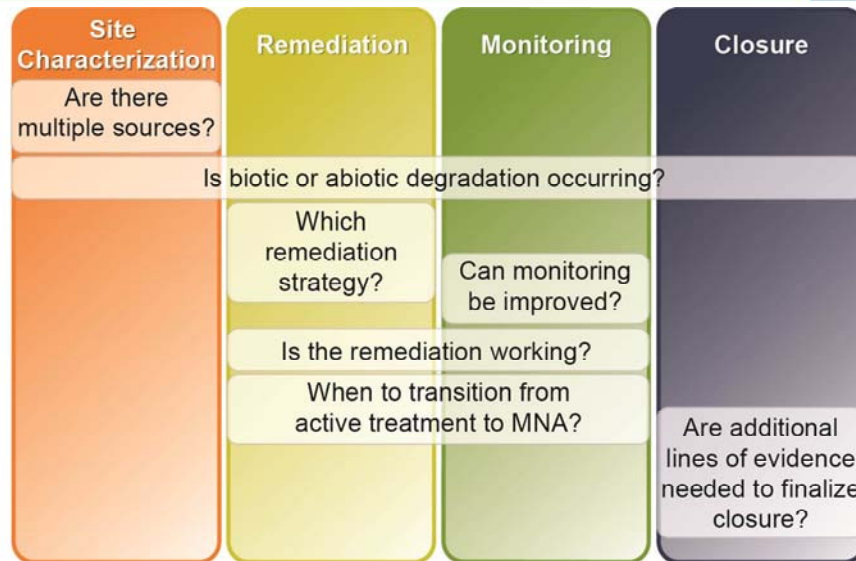 Site
Characterization
Remediation
Monitoring
Closure
Are there
multiple sources?
Is biotic or abiotic degradation occurring?
Which
remediation
strategy?
Can monitoring
be improved?
Is the remediation working?
When to transition from
active treatment to MNA?
Are additional
lines of evidence
needed to finalize
closure?